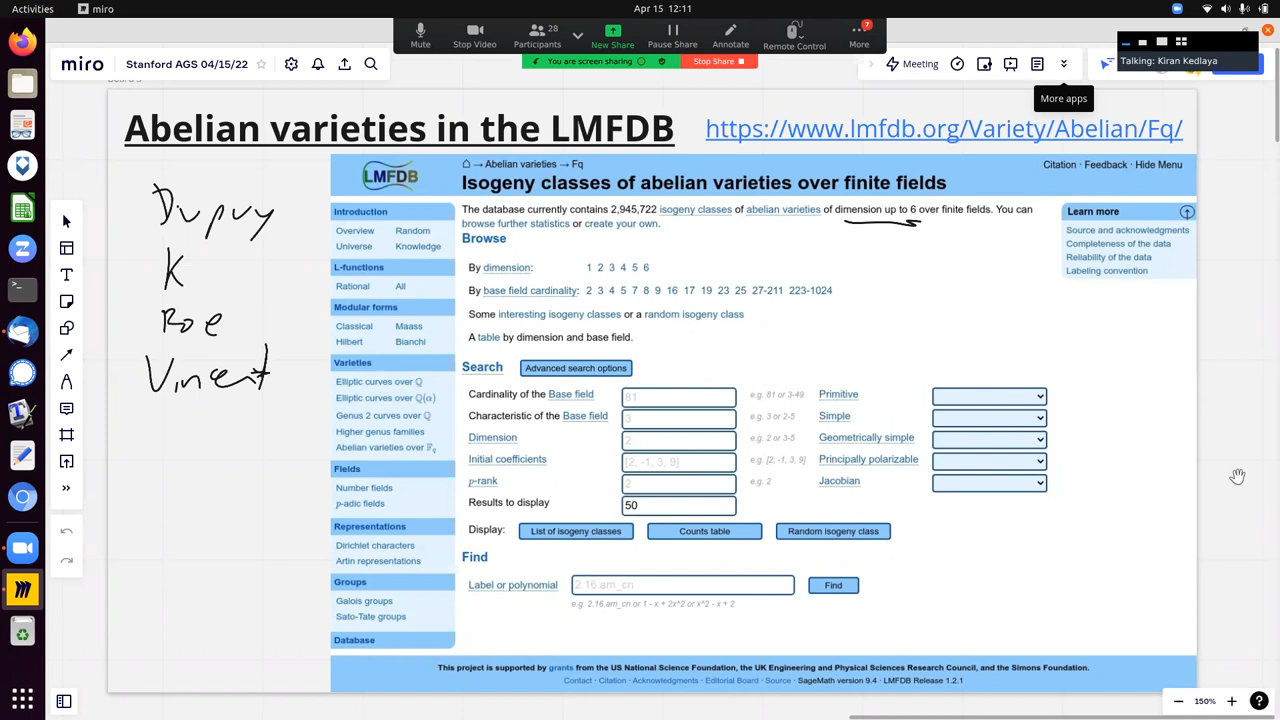 Apr 15 12:11
Mute
Stop Video
28
Participants
New Share
Pause Share
Annotate
Remote Control
7
More
You are screen sharing
Stop Share
miro
Stanford AGS 04/15/22
Meeting
Talking: Kiran Kedlaya
More apps
Abelian varieties in the LMFDB
https://www.lmfdb.org/Variety/Abelian/Fq/
Dupuy
K
Roe
Vincent
LMFDB
→ Abelian varieties → Fq
Citation · Feedback · Hide Menu
Isogeny classes of abelian varieties over finite fields
Introduction
Overview Random
Universe Knowledge
L-functions
Rational All
Modular forms
Classical Maass
Hilbert Bianchi
Varieties
Elliptic curves over ℚ
Elliptic curves over ℚ(α)
Genus 2 curves over ℚ
Higher genus families
Abelian varieties over 𝔽q
Fields
Number fields
p-adic fields
Representations
Dirichlet characters
Artin representations
Groups
Galois groups
Sato-Tate groups
Database
The database currently contains 2,945,722 isogeny classes of abelian varieties of dimension up to 6 over finite fields. You can
browse further statistics or create your own.
Browse
By dimension: 1 2 3 4 5 6
By base field cardinality: 2 3 4 5 7 8 9 16 17 19 23 25 27-211 223-1024
Some interesting isogeny classes or a random isogeny class
A table by dimension and base field.
Search Advanced search options
Cardinality of the Base field 81 e.g. 81 or 3-49 Primitive
Characteristic of the Base field 3 e.g. 3 or 2-5 Simple
Dimension 2 e.g. 2 or 3-5 Geometrically simple
Initial coefficients [2, -1, 3, 9] e.g. [2, -1, 3, 9] Principally polarizable
p-rank 2 e.g. 2 Jacobian
Results to display 50
Display: List of isogeny classes Counts table Random isogeny class
Find
Label or polynomial 2.16.am_cn Find
e.g. 2.16.am_cn or 1 - x + 2x^2 or x^2 - x + 2
Learn more
Source and acknowledgments
Completeness of the data
Reliability of the data
Labeling convention
This project is supported by grants from the US National Science Foundation, the UK Engineering and Physical Sciences Research Council, and the Simons Foundation.
Contact · Citation · Acknowledgments · Editorial Board · Source · SageMath version 9.4 · LMFDB Release 1.2.1
150%